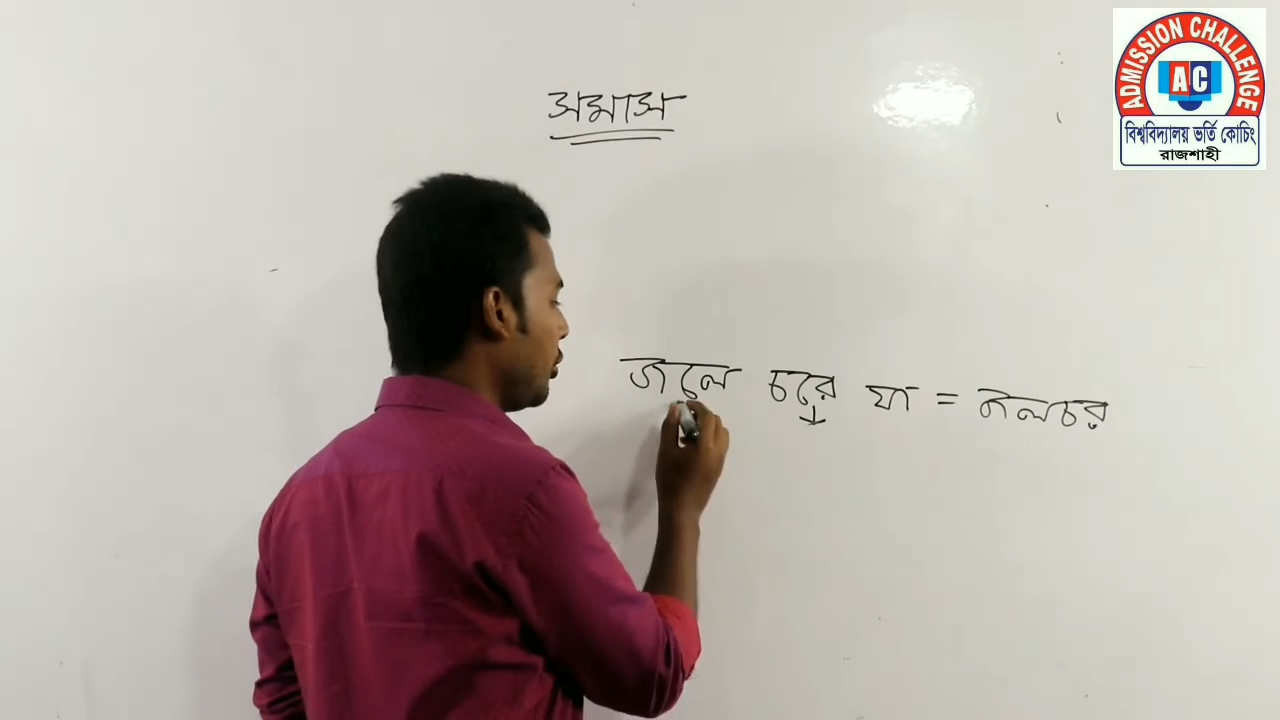 সমাস
জলে চরে যা = জলচর
ADMISSION CHALLENGE
AC
বিশ্ববিদ্যালয় ভর্তি কোচিং
রাজশাহী